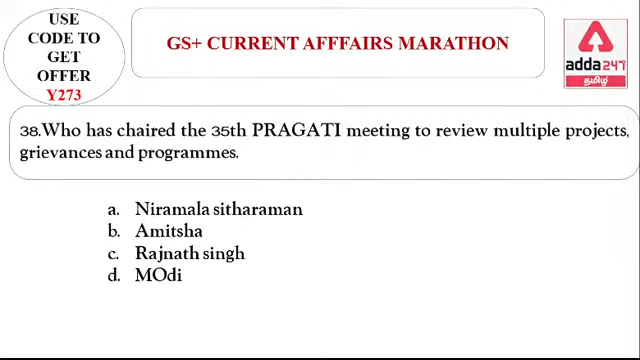 USE
CODE TO
GET
OFFER
Y273
GS+ CURRENT AFFFAIRS MARATHON
adda247
தமிழ்
38.Who has chaired the 35th PRAGATI meeting to review multiple projects,
grievances and programmes.
a. Niramala sitharaman
b. Amitsha
c. Rajnath singh
d. MOdi